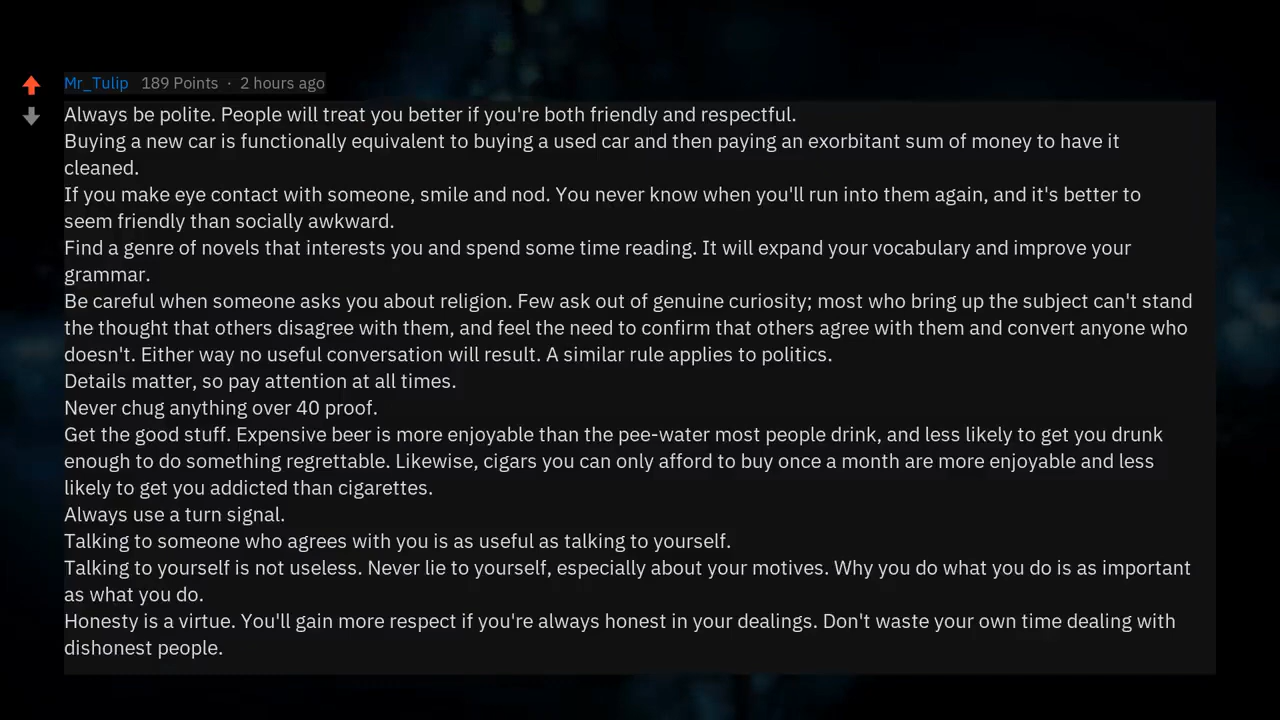 Mr_Tulip 189 Points · 2 hours ago
Always be polite. People will treat you better if you're both friendly and respectful.
Buying a new car is functionally equivalent to buying a used car and then paying an exorbitant sum of money to have it
cleaned.
If you make eye contact with someone, smile and nod. You never know when you'll run into them again, and it's better to
seem friendly than socially awkward.
Find a genre of novels that interests you and spend some time reading. It will expand your vocabulary and improve your
grammar.
Be careful when someone asks you about religion. Few ask out of genuine curiosity; most who bring up the subject can't stand
the thought that others disagree with them, and feel the need to confirm that others agree with them and convert anyone who
doesn't. Either way no useful conversation will result. A similar rule applies to politics.
Details matter, so pay attention at all times.
Never chug anything over 40 proof.
Get the good stuff. Expensive beer is more enjoyable than the pee-water most people drink, and less likely to get you drunk
enough to do something regrettable. Likewise, cigars you can only afford to buy once a month are more enjoyable and less
likely to get you addicted than cigarettes.
Always use a turn signal.
Talking to someone who agrees with you is as useful as talking to yourself.
Talking to yourself is not useless. Never lie to yourself, especially about your motives. Why you do what you do is as important
as what you do.
Honesty is a virtue. You'll gain more respect if you're always honest in your dealings. Don't waste your own time dealing with
dishonest people.